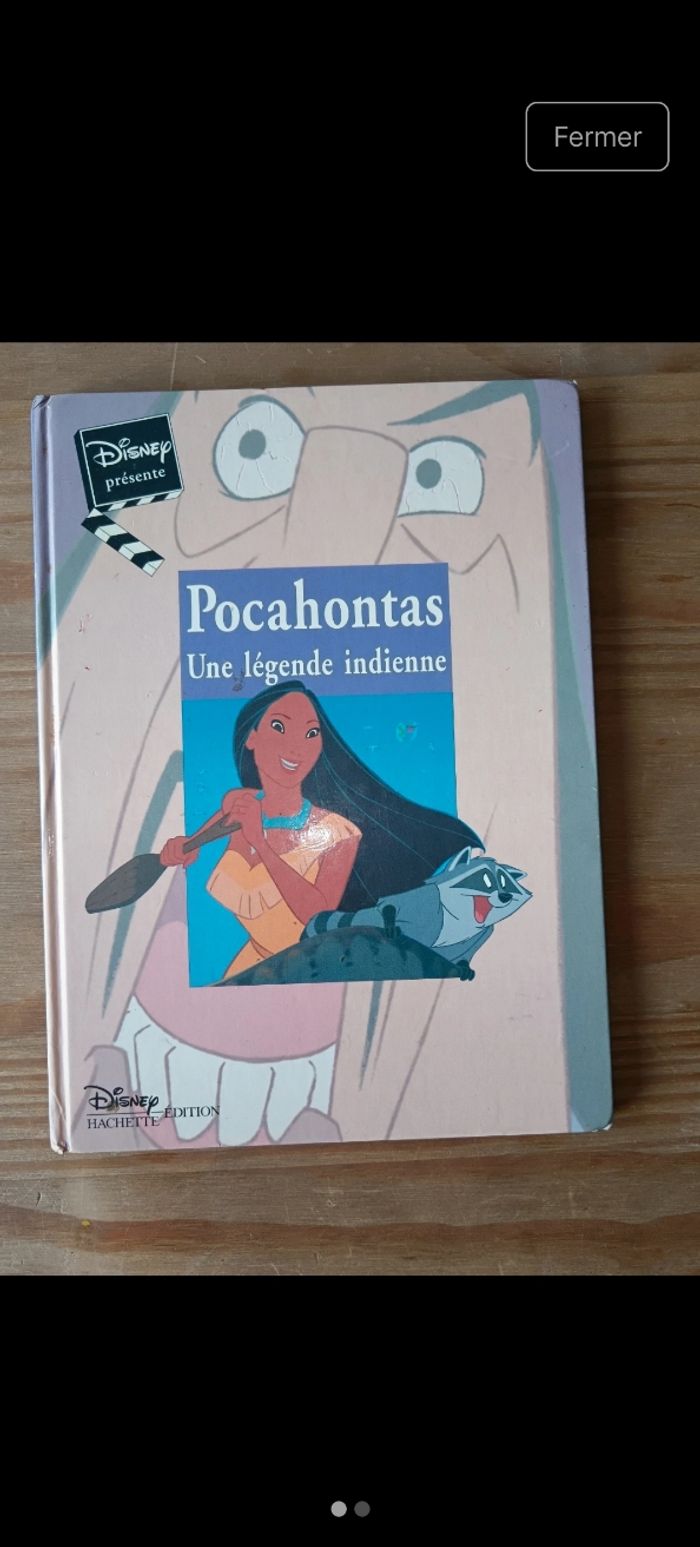 Fermer
Disney
présente
Pocahontas
Une légende indienne
Disney
HACHETTE ÉDITION